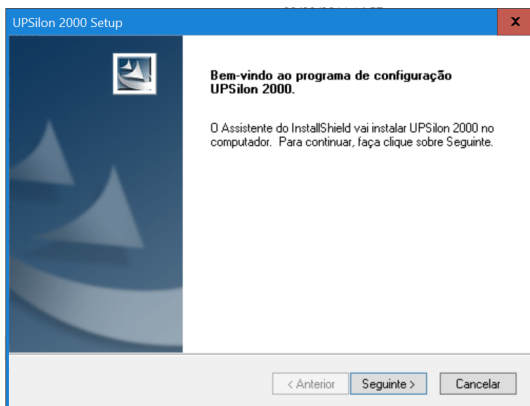 UPSilon 2000 Setup
x
Bem-vindo ao programa de configuração
UPSilon 2000.
O Assistente do InstallShield vai instalar UPSilon 2000 no
computador.  Para continuar, faça clique sobre Seguinte.
< Anterior
Seguinte >
Cancelar